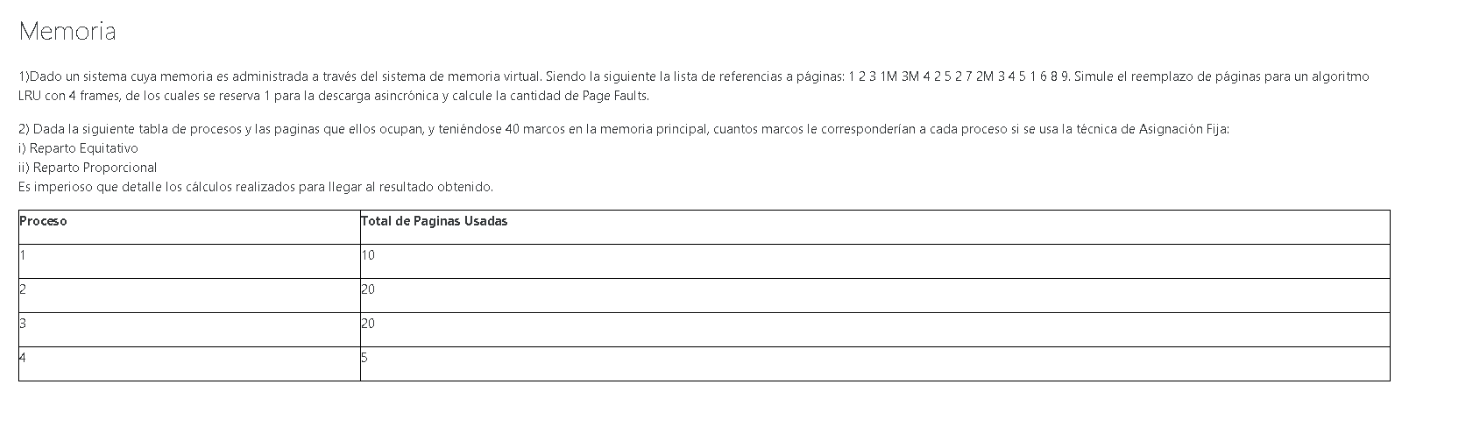 Memoria
1)Dado un sistema cuya memoria es administrada a través del sistema de memoria virtual. Siendo la siguiente la lista de referencias a páginas: 1 2 3 1M 3M 4 2 5 2 7 2M 3 4 5 1 6 8 9. Simule el reemplazo de páginas para un algoritmo
LRU con 4 frames, de los cuales se reserva 1 para la descarga asincrónica y calcule la cantidad de Page Faults.
2) Dada la siguiente tabla de procesos y las paginas que ellos ocupan, y teniéndose 40 marcos en la memoria principal, cuantos marcos le corresponderían a cada proceso si se usa la técnica de Asignación Fija:
i) Reparto Equitativo
ii) Reparto Proporcional
Es imperioso que detalle los cálculos realizados para llegar al resultado obtenido.
Proceso Total de Paginas Usadas
1 10
2 20
3 20
4 5